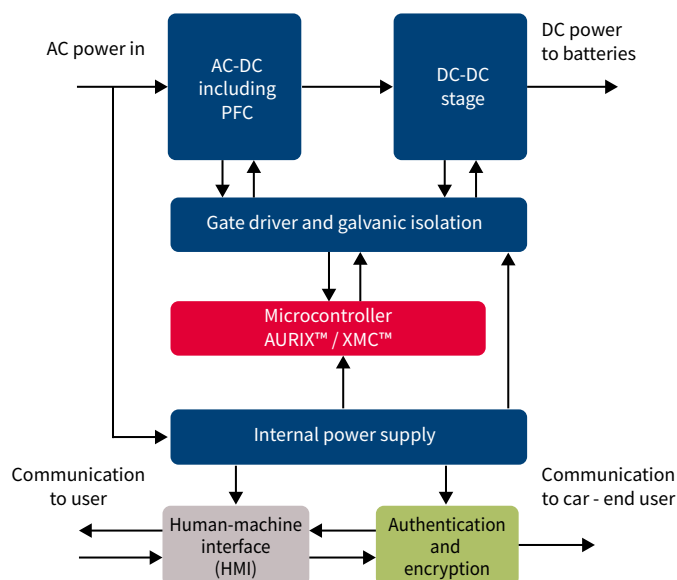 AC power in
AC-DC
including
PFC
DC-DC
stage
DC power
to batteries
Gate driver and galvanic isolation
Microcontroller
AURIX™ / XMC™
Internal power supply
Communication
to user
Human-machine
interface
(HMI)
Authentication
and
encryption
Communication
to car - end user